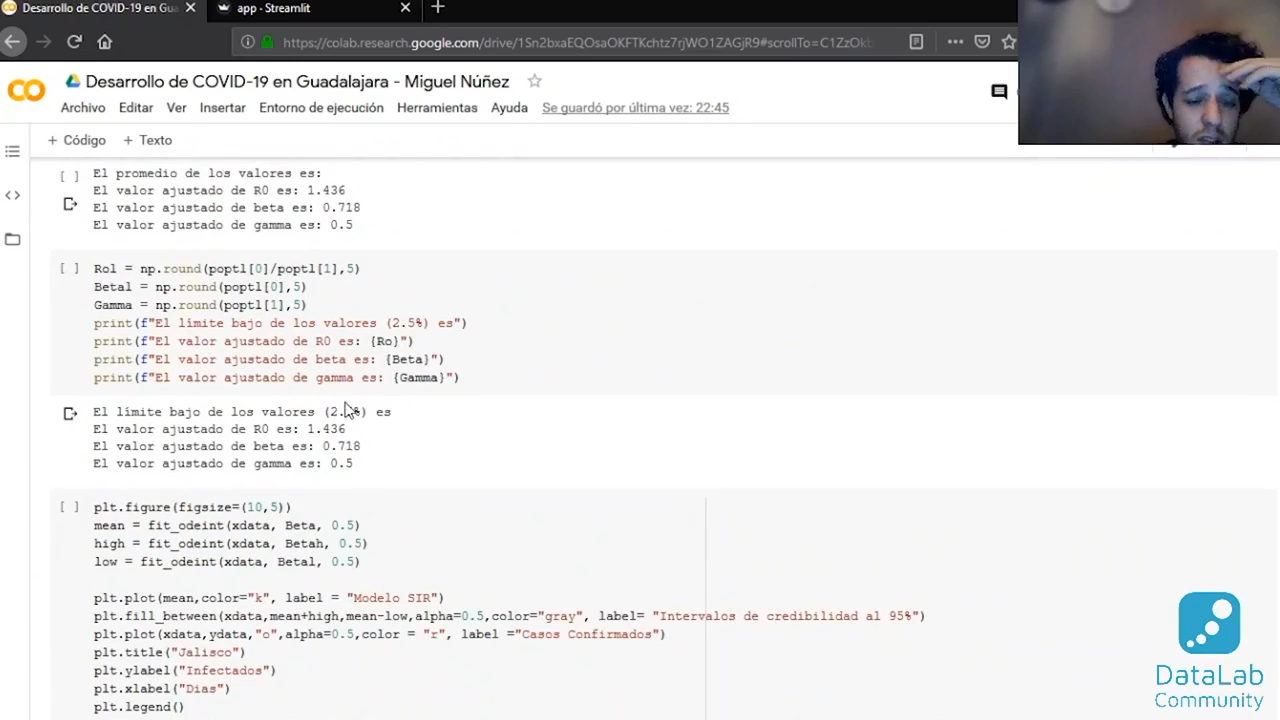 Desarrollo de COVID-19 en Gua
app - Streamlit
https://colab.research.google.com/drive/1Sn2bxaEQOsaOKFTKchtz7rjWO1ZAGjR9#scrollTo=C1ZzOkb
Desarrollo de COVID-19 en Guadalajara - Miguel Núñez
Archivo Editar Ver Insertar Entorno de ejecución Herramientas Ayuda Se guardó por última vez: 22:45
+ Código + Texto
El promedio de los valores es:
[ ] El valor ajustado de R0 es: 1.436
El valor ajustado de beta es: 0.718
El valor ajustado de gamma es: 0.5
[ ] Rol = np.round(poptl[0]/poptl[1],5)
Betal = np.round(poptl[0],5)
Gamma = np.round(poptl[1],5)
print(f"El límite bajo de los valores (2.5%) es")
print(f"El valor ajustado de R0 es: {Ro}")
print(f"El valor ajustado de beta es: {Beta}")
print(f"El valor ajustado de gamma es: {Gamma}")
El límite bajo de los valores (2.5%) es
El valor ajustado de R0 es: 1.436
El valor ajustado de beta es: 0.718
El valor ajustado de gamma es: 0.5
[ ] plt.figure(figsize=(10,5))
mean = fit_odeint(xdata, Beta, 0.5)
high = fit_odeint(xdata, Betah, 0.5)
low = fit_odeint(xdata, Betal, 0.5)
plt.plot(mean,color="k", label = "Modelo SIR")
plt.fill_between(xdata,mean+high,mean-low,alpha=0.5,color="gray", label= "Intervalos de credibilidad al 95%")
plt.plot(xdata,ydata,"o",alpha=0.5,color = "r", label ="Casos Confirmados")
plt.title("Jalisco")
plt.ylabel("Infectados")
plt.xlabel("Dias")
plt.legend()
DataLab
Community